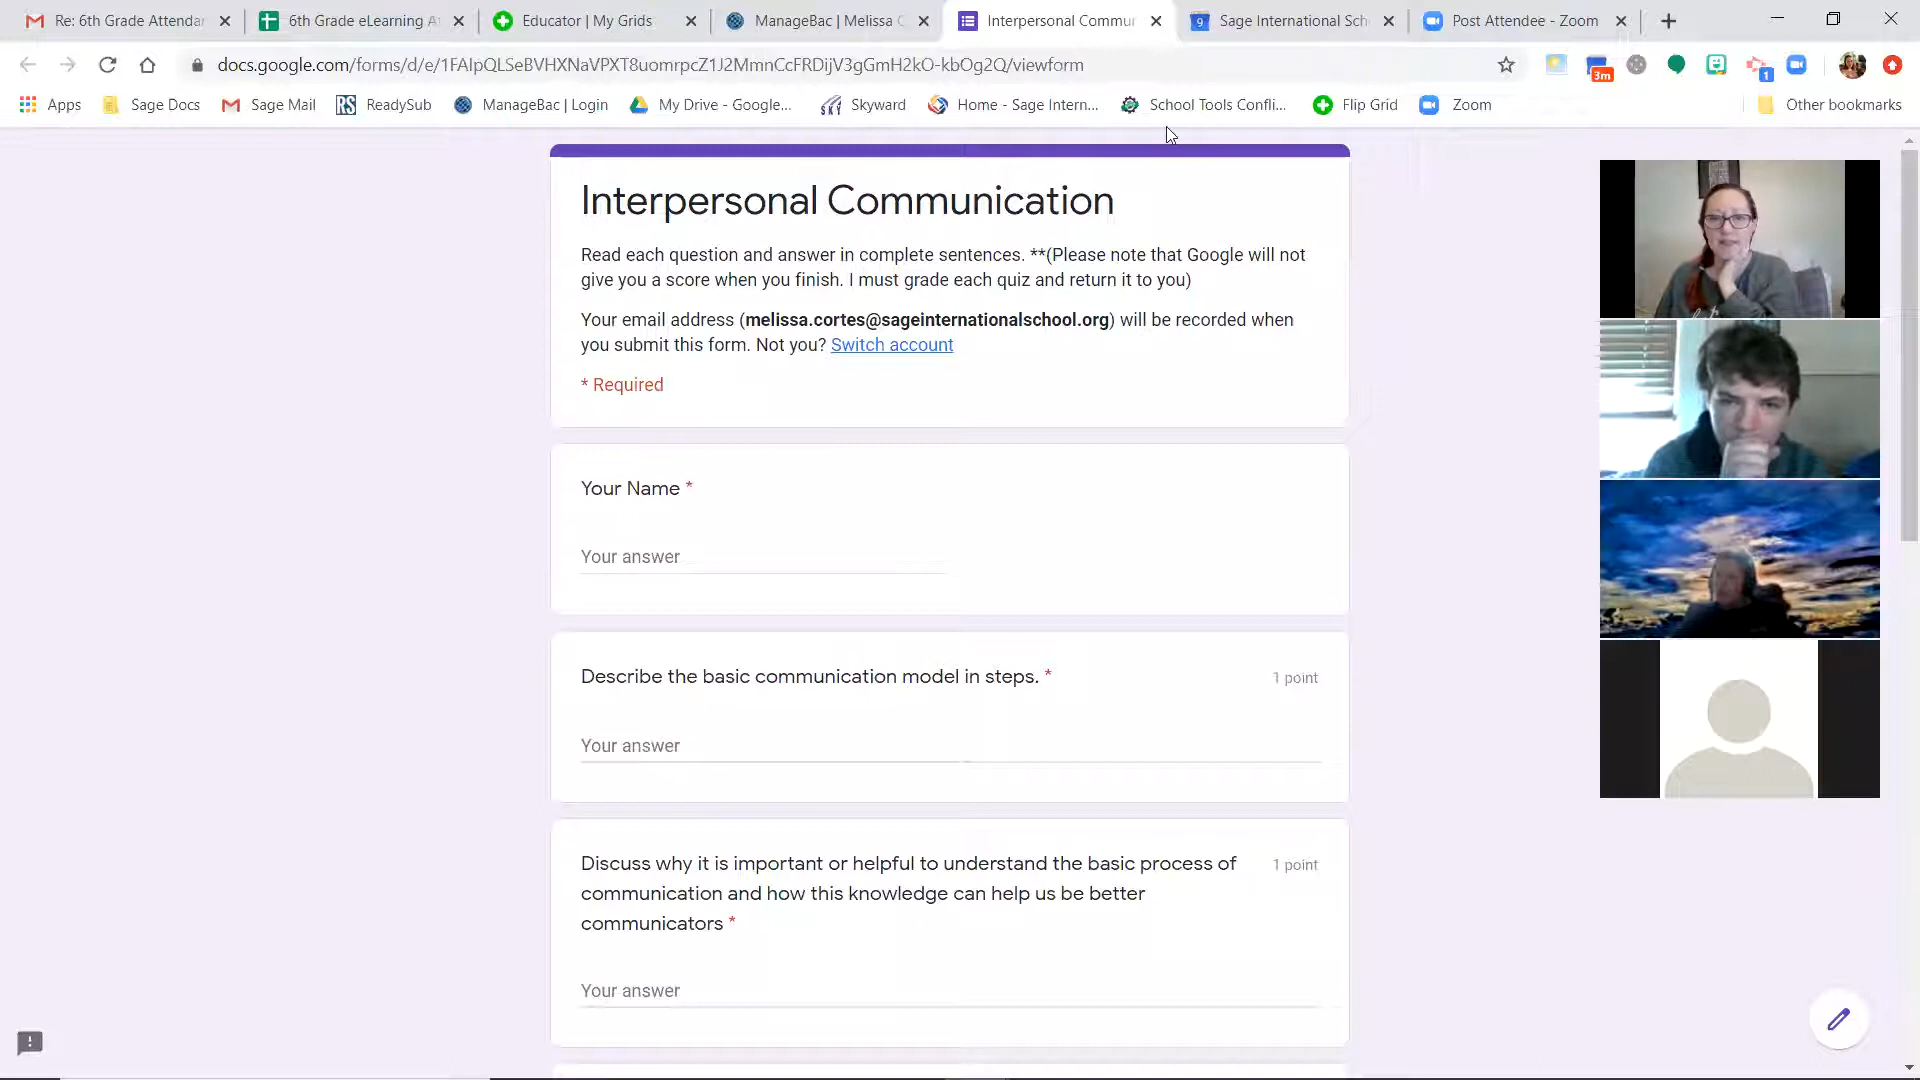 Re: 6th Grade Attendar
6th Grade eLearning A
Educator | My Grids
ManageBac | Melissa C
Interpersonal Commur
Sage International Sch
Post Attendee - Zoom
docs.google.com/forms/d/e/1FAIpQLSeBVHXNaVPXT8uomrpcZ1J2MmnCcFRDijV3gGmH2kO-kbOg2Q/viewform
3m
1
Apps
Sage Docs
Sage Mail
RS
ReadySub
ManageBac | Login
My Drive - Google...
Skyward
Home - Sage Intern...
School Tools Confli...
Flip Grid
Zoom
Other bookmarks
Interpersonal Communication
Read each question and answer in complete sentences. **(Please note that Google will not
give you a score when you finish. I must grade each quiz and return it to you)
Your email address (melissa.cortes@sageinternationalschool.org) will be recorded when
you submit this form. Not you? Switch account
* Required
Your Name *
Your answer
Describe the basic communication model in steps. *
1 point
Your answer
Discuss why it is important or helpful to understand the basic process of
communication and how this knowledge can help us be better
communicators *
1 point
Your answer